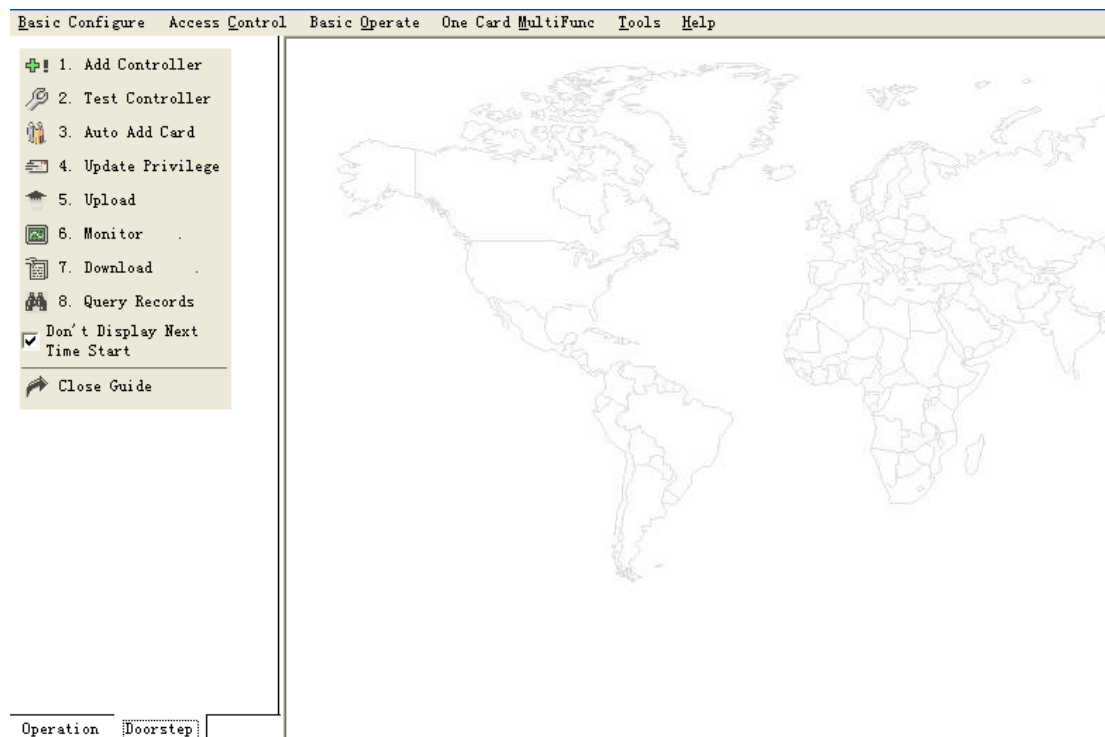 Basic Configure Access Control Basic Operate One Card MultiFunc Tools Help
1. Add Controller
2. Test Controller
3. Auto Add Card
4. Update Privilege
5. Upload
6. Monitor .
7. Download .
8. Query Records
Don't Display Next
Time Start
Close Guide
Operation Doorstep